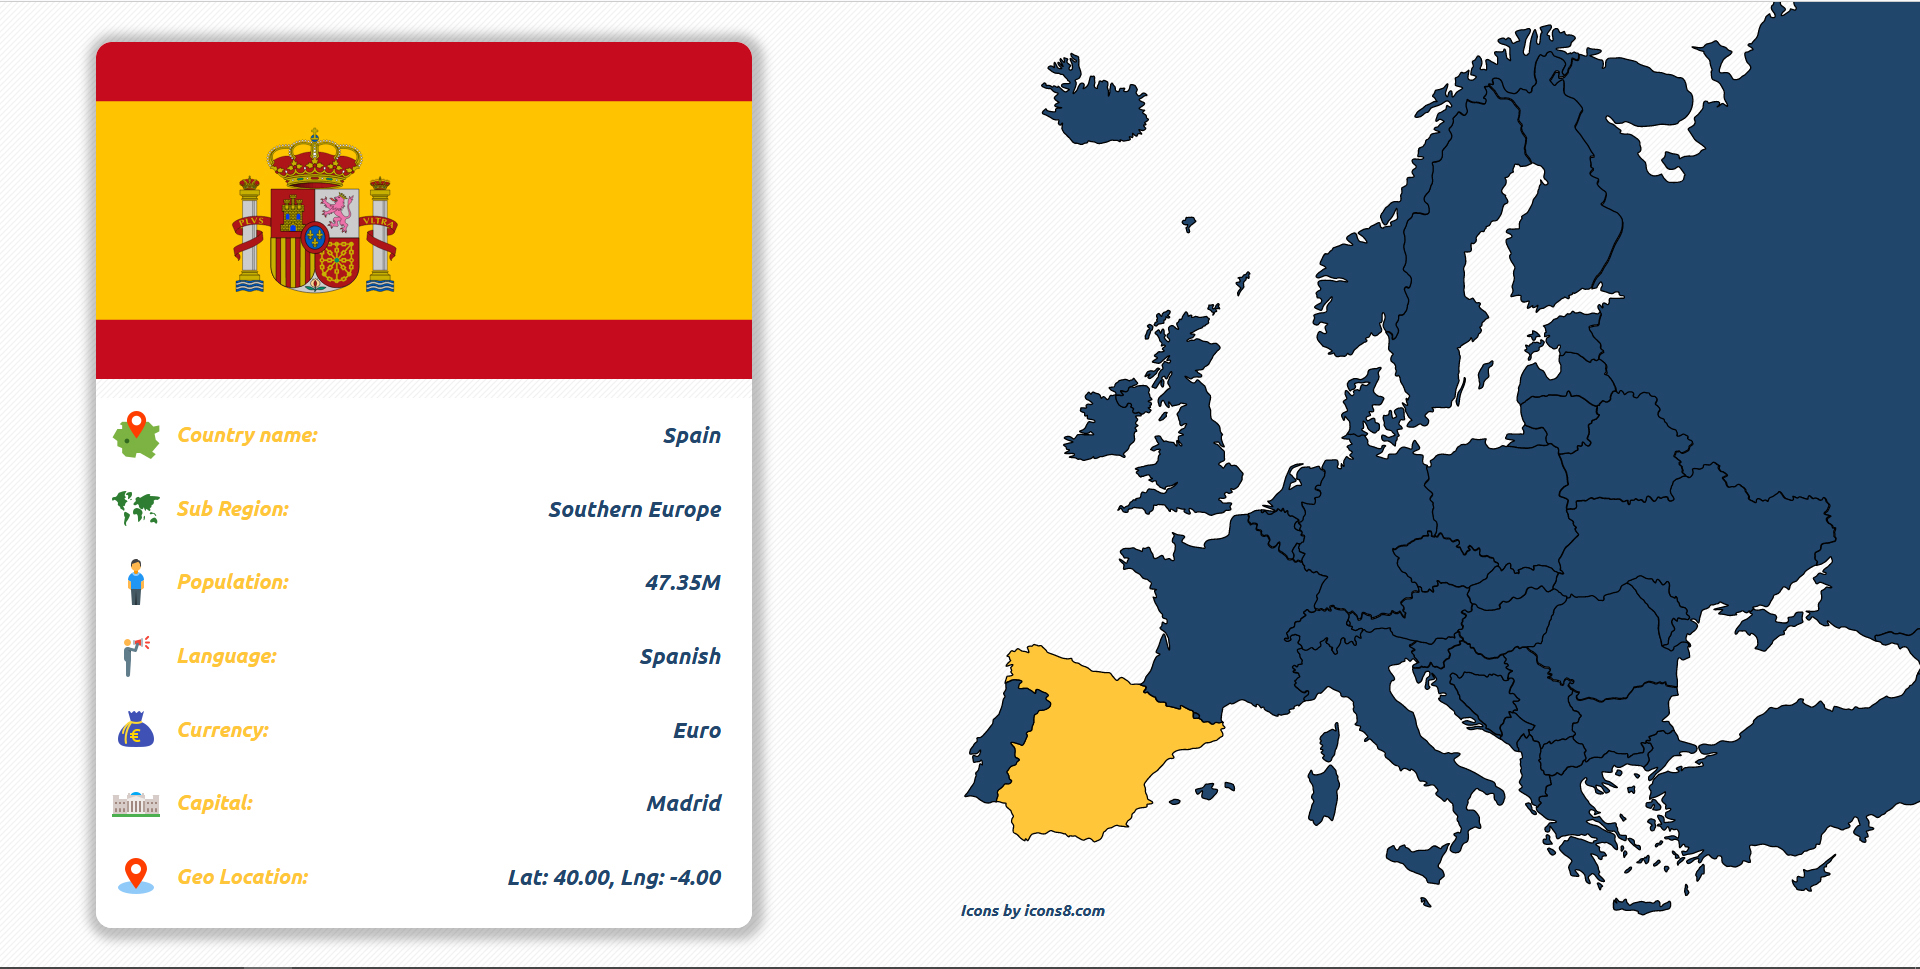 PLVS VLTRA
Country name: Spain
Sub Region: Southern Europe
Population: 47.35M
Language: Spanish
Currency: Euro
Capital: Madrid
Geo Location: Lat: 40.00, Lng: -4.00
Icons by icons8.com